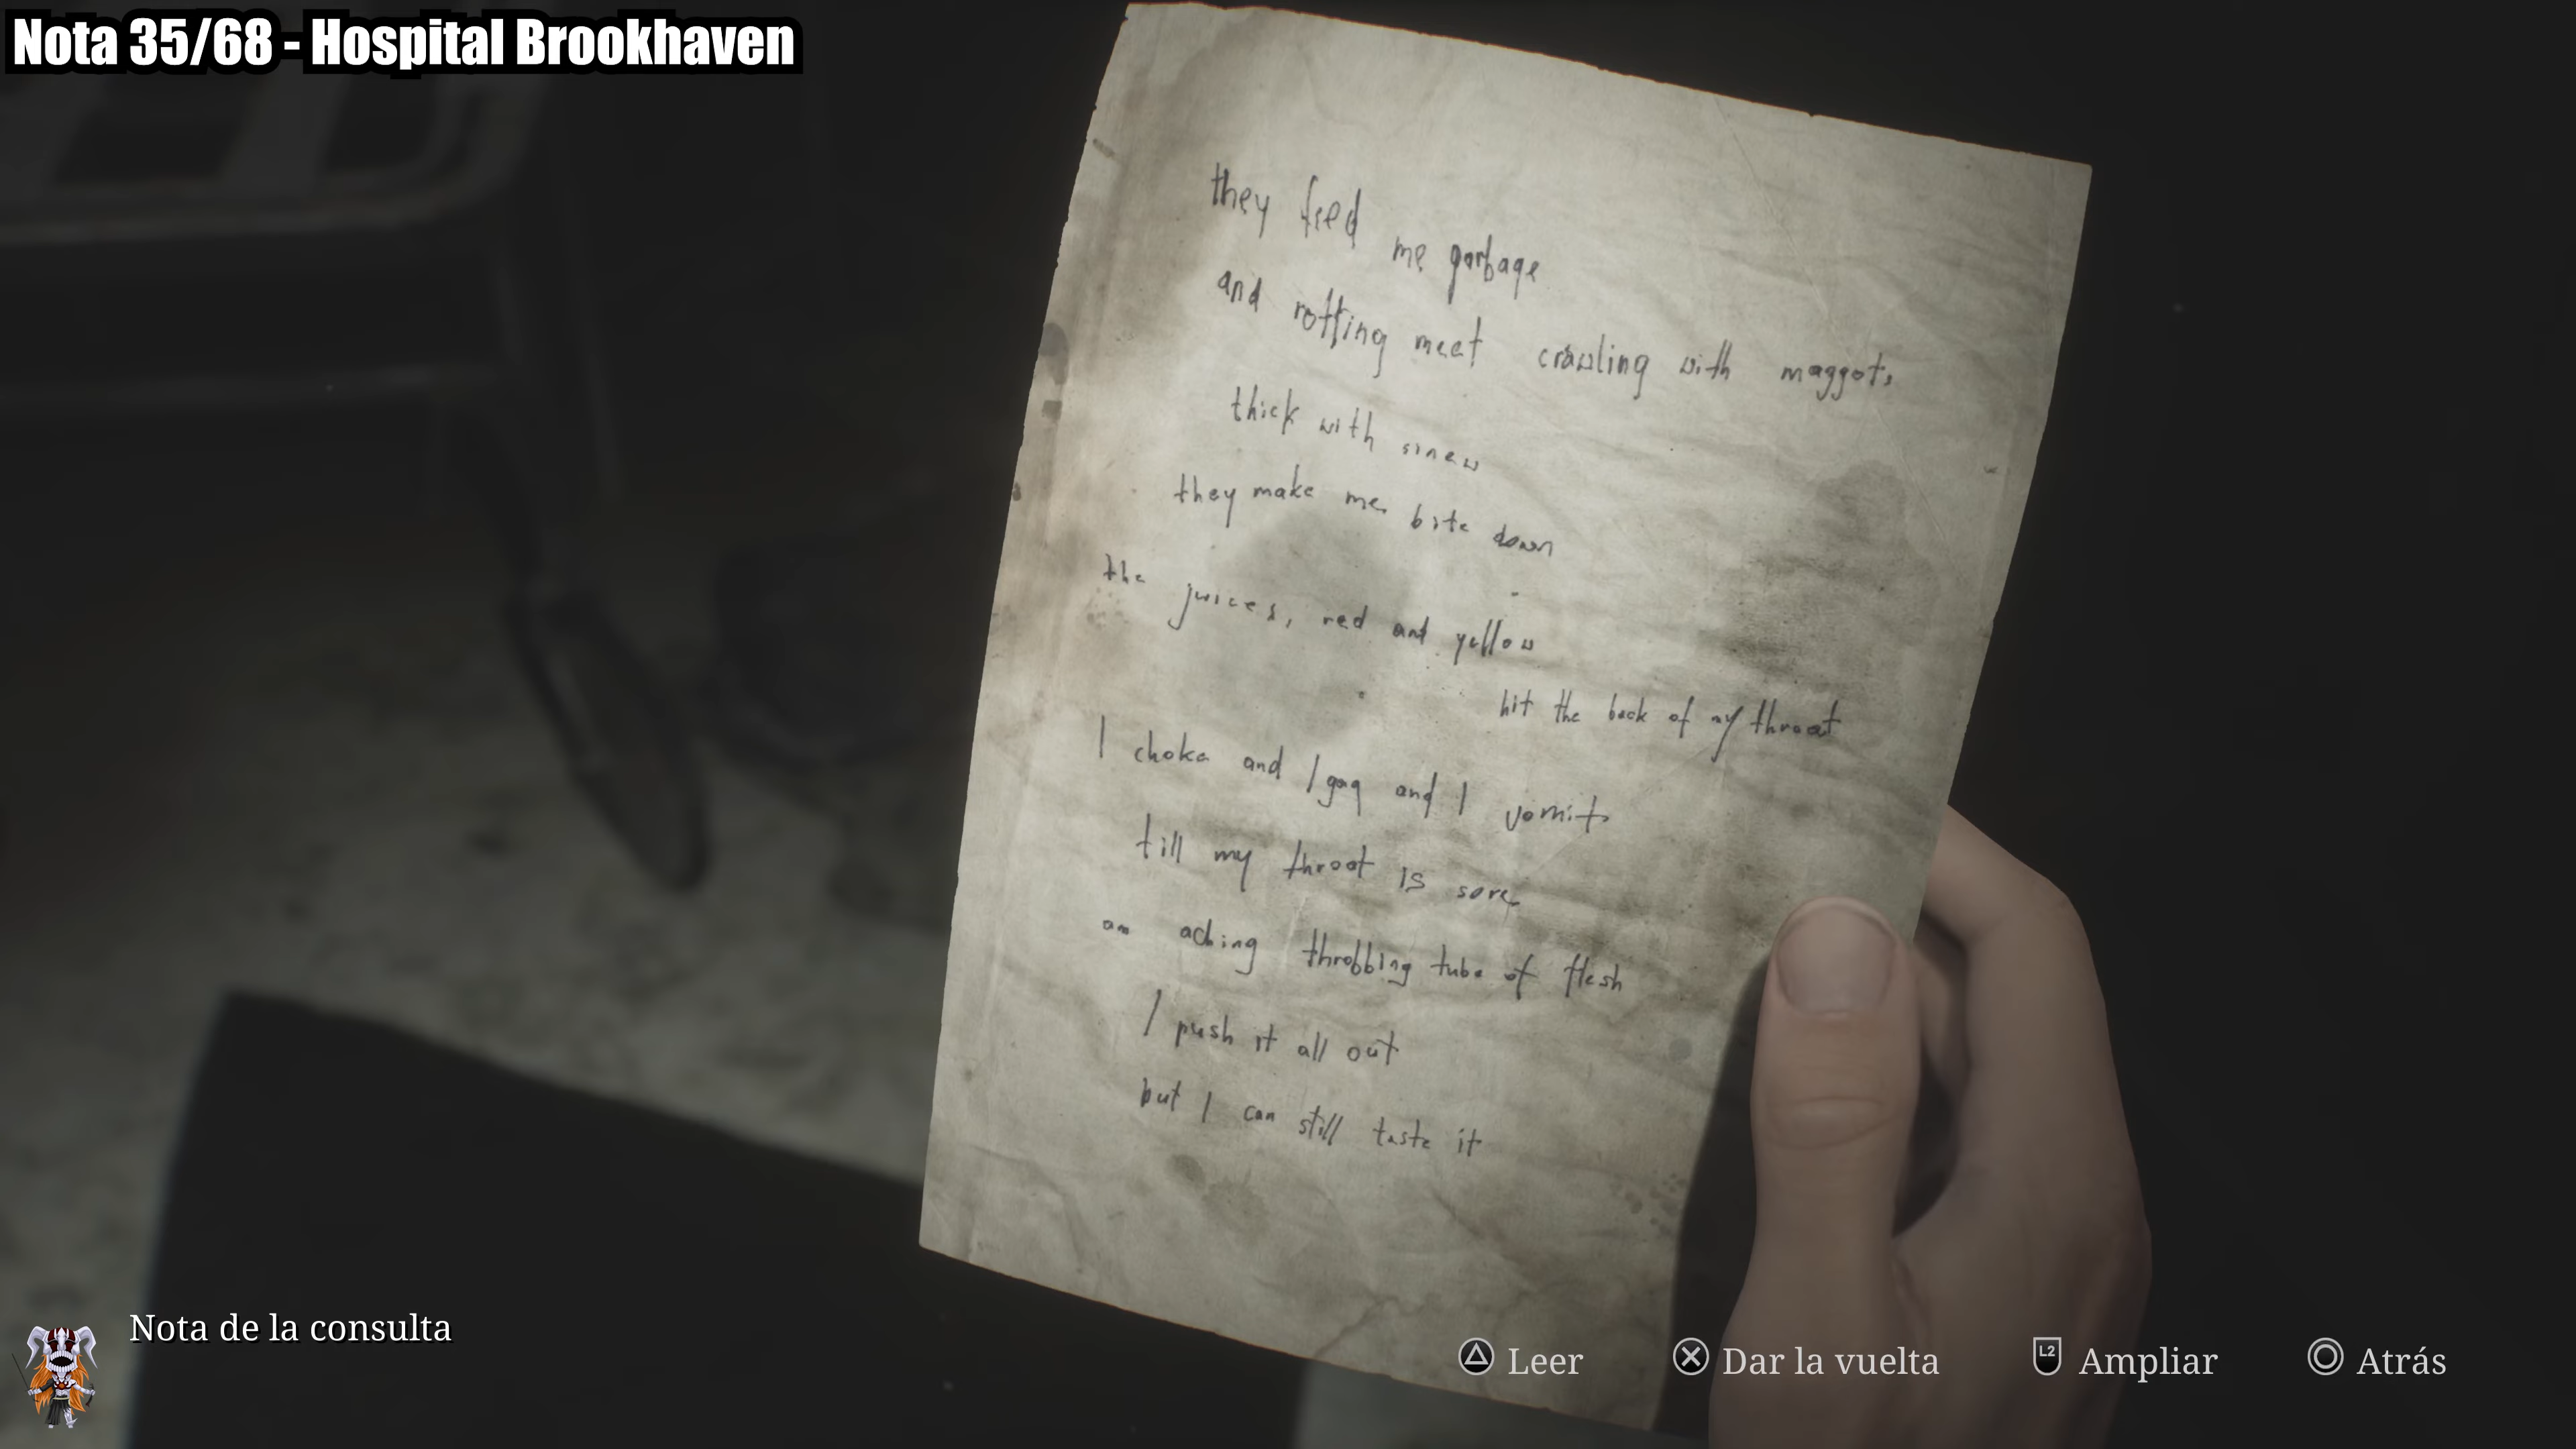 Nota 35/68 - Hospital Brookhaven
they feed me garbage
and rotting meat crawling with maggots
thick with sinew
they make me bite down
the juices, red and yellow
hit the back of my throat
I choke and I gag and I vomit
till my throat is sore
an aching throbbing tube of flesh
I push it all out
but I can still taste it
Nota de la consulta
Leer
Dar la vuelta
L2 Ampliar
Atrás